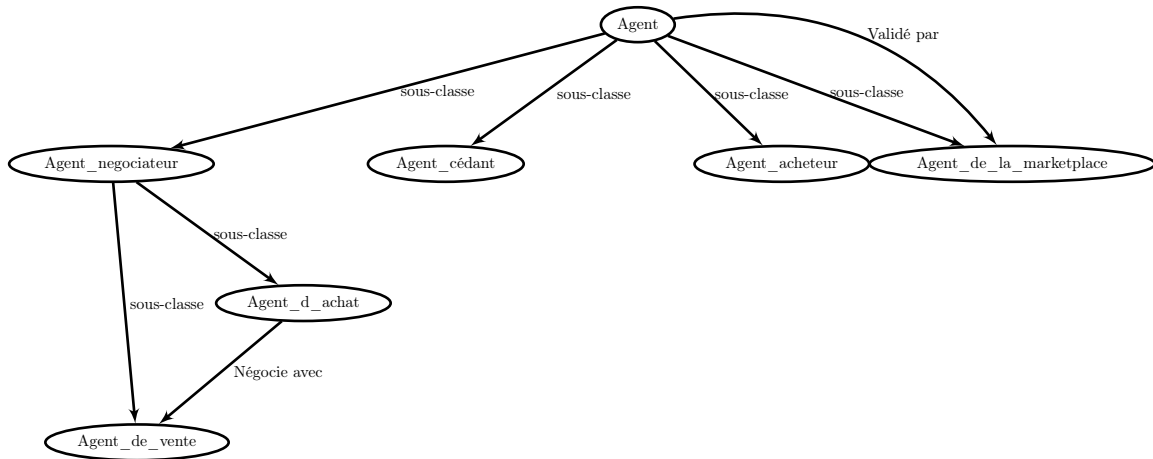 Agent
Validé par
sous-classe
sous-classe
sous-classe
sous-classe
Agent_negociateur
Agent_cédant
Agent_acheteur
Agent_de_la_marketplace
sous-classe
sous-classe
Agent_d_achat
Négocie avec
Agent_de_vente